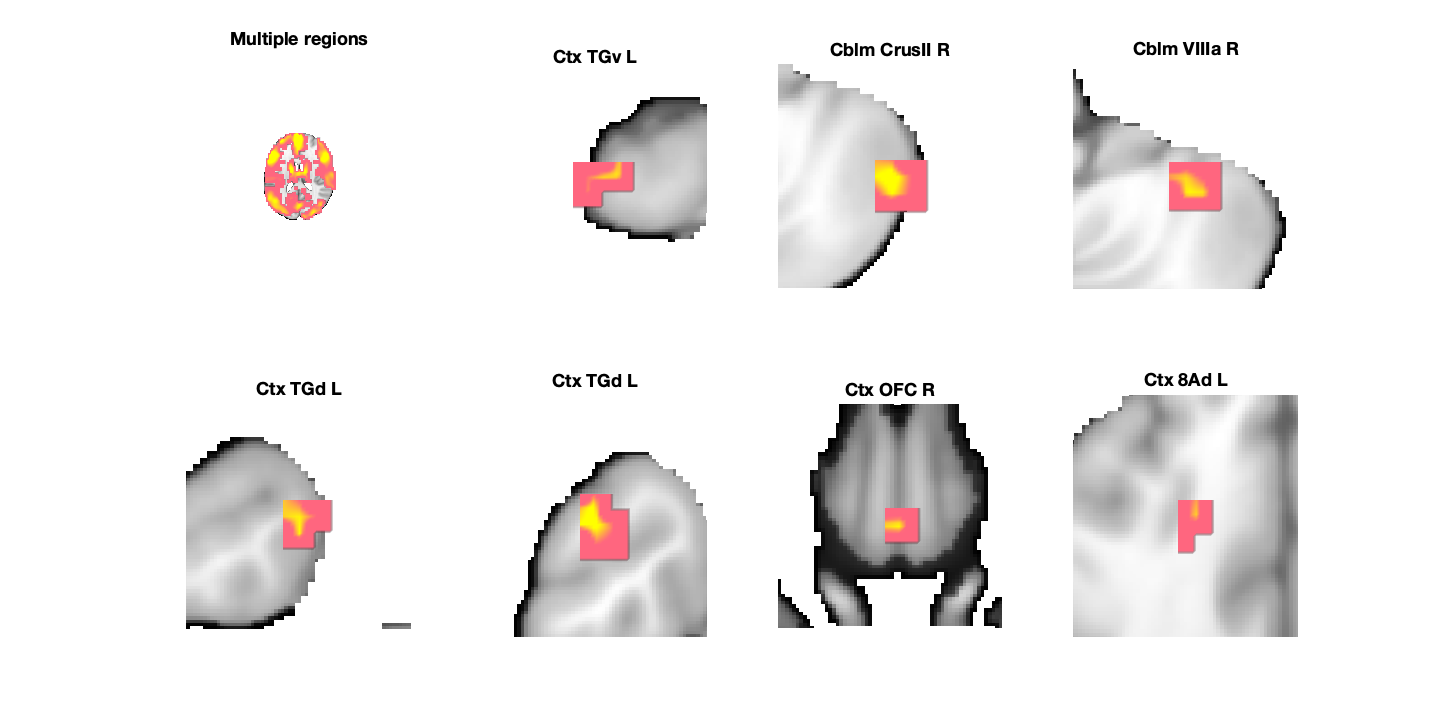 Multiple regions
Ctx TGv L
Cblm CrusII R
Cblm VIIIa R
Ctx TGd L
Ctx TGd L
Ctx OFC R
Ctx 8Ad L